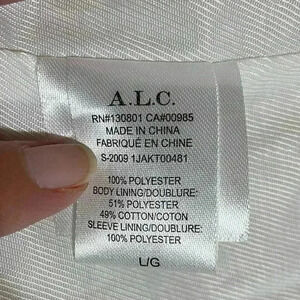 A.L.C.
RN#130801 CA#00985
MADE IN CHINA
FABRIQUÉ EN CHINE
S-2009 1JAKT00481
100% POLYESTER
BODY LINING/DOUBLURE:
51% POLYESTER
49% COTTON/COTON
SLEEVE LINING/DOUBLURE:
100% POLYESTER
L/G